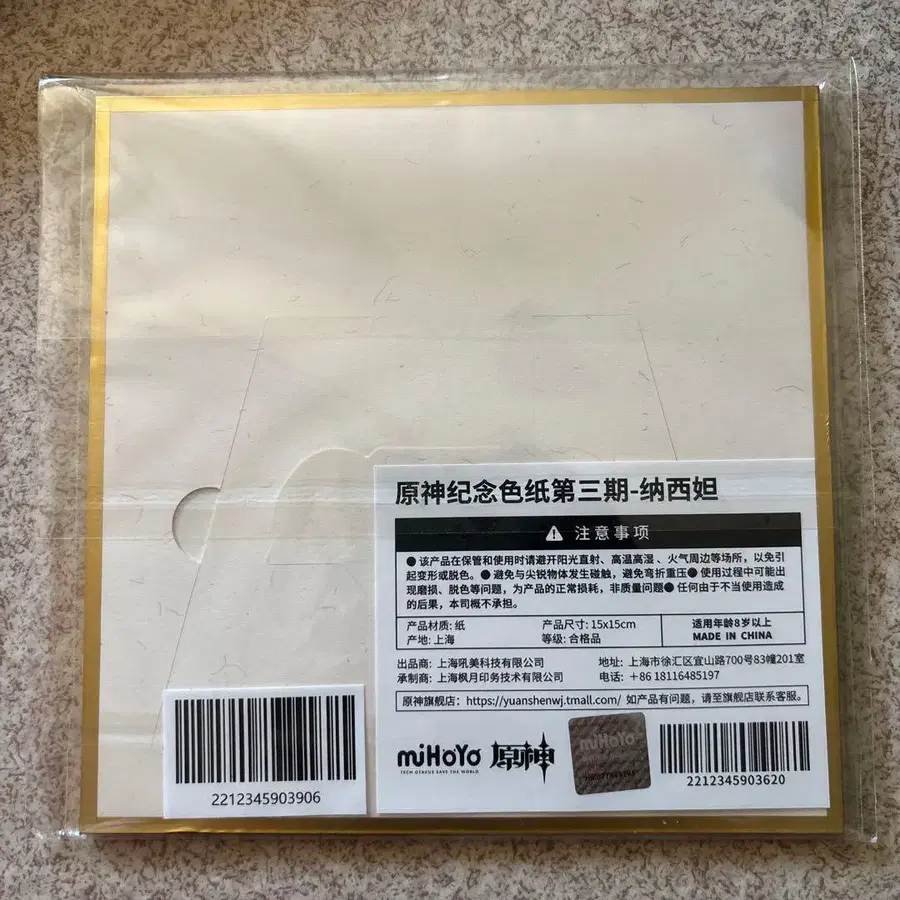 原神纪念色纸第三期-纳西妲
注意事项
● 该产品在保管和使用时请避开阳光直射、高温高湿、火气周边等场所，以免引
起变形或脱色。● 避免与尖锐物体发生碰触，避免弯折重压● 使用过程中可能出
现磨损、脱色等问题，为产品的正常损耗，非质量问题● 任何由于不当使用造成
的后果，本司概不承担。
产品材质: 纸 产品尺寸: 15x15cm 适用年龄8岁以上
产地: 上海 等级: 合格品 MADE IN CHINA
出品商: 上海吼美科技有限公司 地址: 上海市徐汇区宜山路700号83幢201室
承制商: 上海枫月印务技术有限公司 电话: +86 18116485197
原神旗舰店: https://yuanshenwj.tmall.com/ 如产品有问题，请至旗舰店联系客服。
miHoYo 原神 miHoYo
TECH OTAKUS SAVE THE WORLD
2212345903620
2212345903906